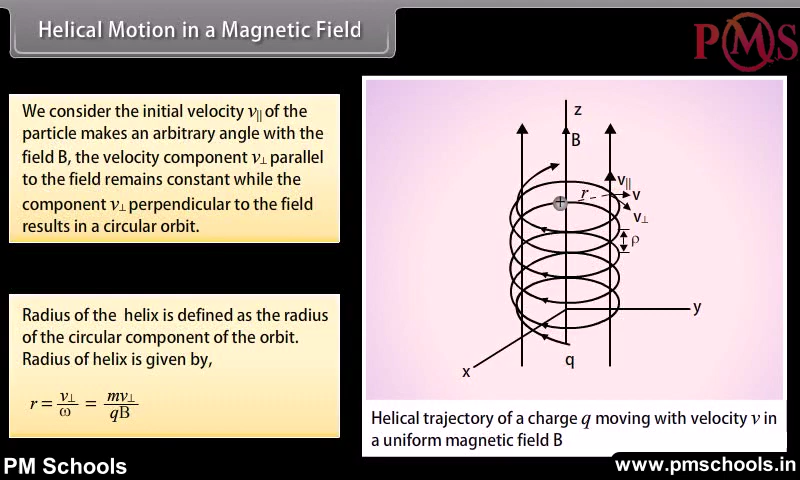 Helical Motion in a Magnetic Field
PMS
We consider the initial velocity v|| of the
particle makes an arbitrary angle with the
field B, the velocity component v⊥ parallel
to the field remains constant while the
component v⊥ perpendicular to the field
results in a circular orbit.
Radius of the helix is defined as the radius
of the circular component of the orbit.
Radius of helix is given by,
r = v⊥/ω = mv⊥/qB
z
B
v||
r
v
+
v⊥
ρ
y
x
q
Helical trajectory of a charge q moving with velocity v in
a uniform magnetic field B
PM Schools
www.pmschools.in